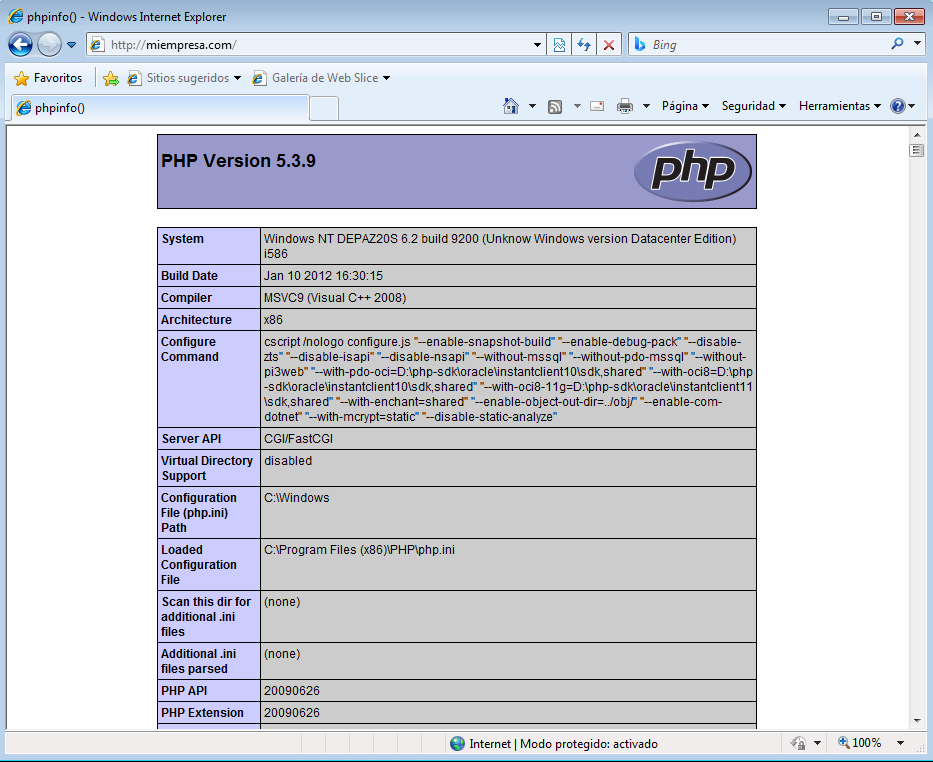 phpinfo() - Windows Internet Explorer
http://miempresa.com/
Bing
Favoritos
Sitios sugeridos
Galería de Web Slice
phpinfo()
Página
Seguridad
Herramientas
PHP Version 5.3.9
php
System
Windows NT DEPAZ20S 6.2 build 9200 (Unknow Windows version Datacenter Edition)
i586
Build Date
Jan 10 2012 16:30:15
Compiler
MSVC9 (Visual C++ 2008)
Architecture
x86
Configure
Command
cscript /nologo configure.js "--enable-snapshot-build" "--enable-debug-pack" "--disable-
zts" "--disable-isapi" "--disable-nsapi" "--without-mssql" "--without-pdo-mssql" "--without-
pi3web" "--with-pdo-oci=D:\php-sdk\oracle\instantclient10\sdk,shared" "--with-oci8=D:\php
-sdk\oracle\instantclient10\sdk,shared" "--with-oci8-11g=D:\php-sdk\oracle\instantclient11
\sdk,shared" "--with-enchant=shared" "--enable-object-out-dir=../obj/" "--enable-com-
dotnet" "--with-mcrypt=static" "--disable-static-analyze"
Server API
CGI/FastCGI
Virtual Directory
Support
disabled
Configuration
File (php.ini)
Path
C:\Windows
Loaded
Configuration
File
C:\Program Files (x86)\PHP\php.ini
Scan this dir for
additional .ini
files
(none)
Additional .ini
files parsed
(none)
PHP API
20090626
PHP Extension
20090626
Internet | Modo protegido: activado
100%